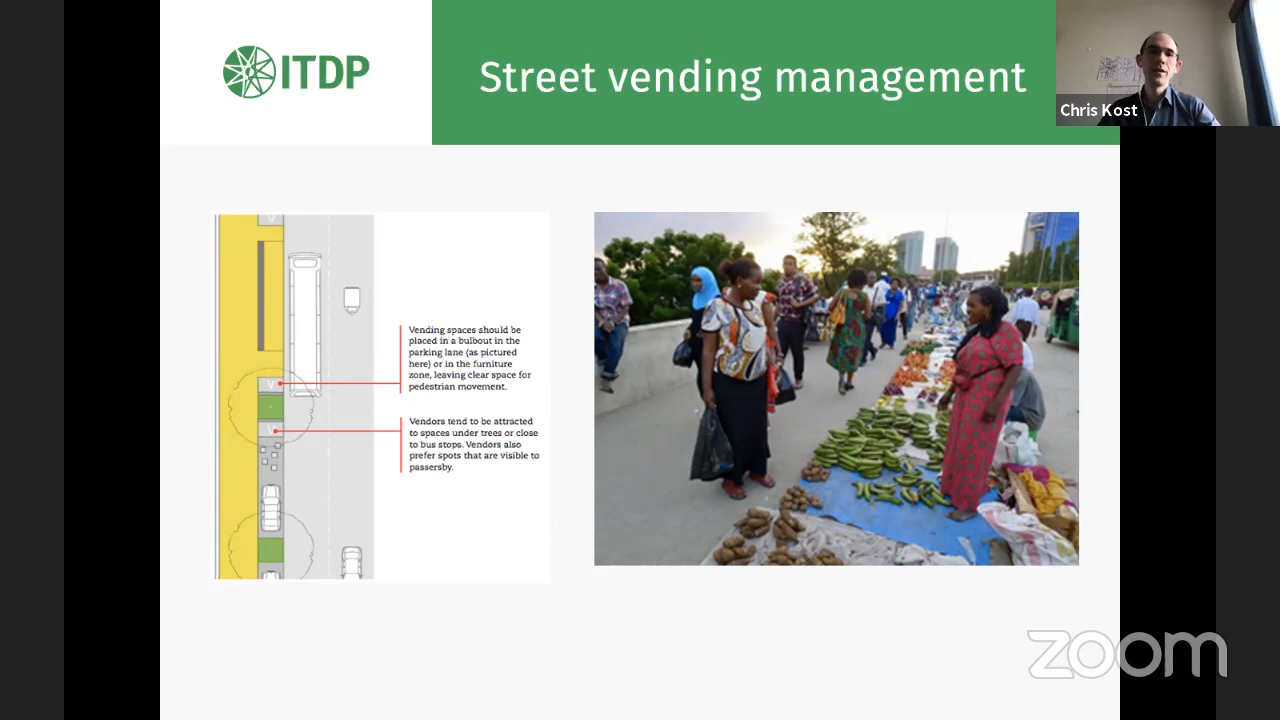 ITDP
Street vending management
Chris Kost
V
Vending spaces should be
placed in a bulbout in the
parking lane (as pictured
here) or in the furniture
zone, leaving clear space for
pedestrian movement.
V
V
Vendors tend to be attracted
to spaces under trees or close
to bus stops. Vendors also
prefer spots that are visible to
passersby.
zoom